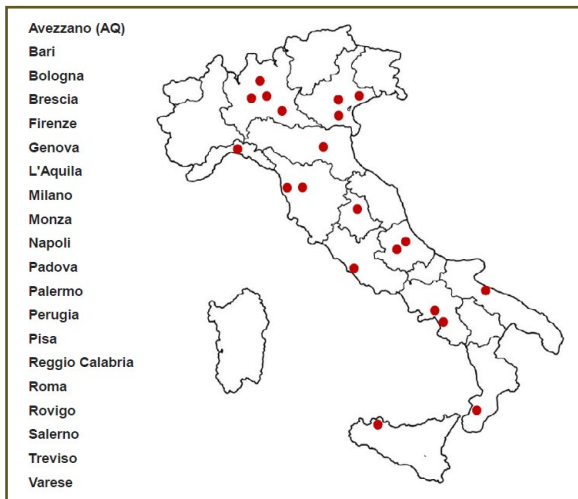 Avezzano (AQ)
Bari
Bologna
Brescia
Firenze
Genova
L'Aquila
Milano
Monza
Napoli
Padova
Palermo
Perugia
Pisa
Reggio Calabria
Roma
Rovigo
Salerno
Treviso
Varese